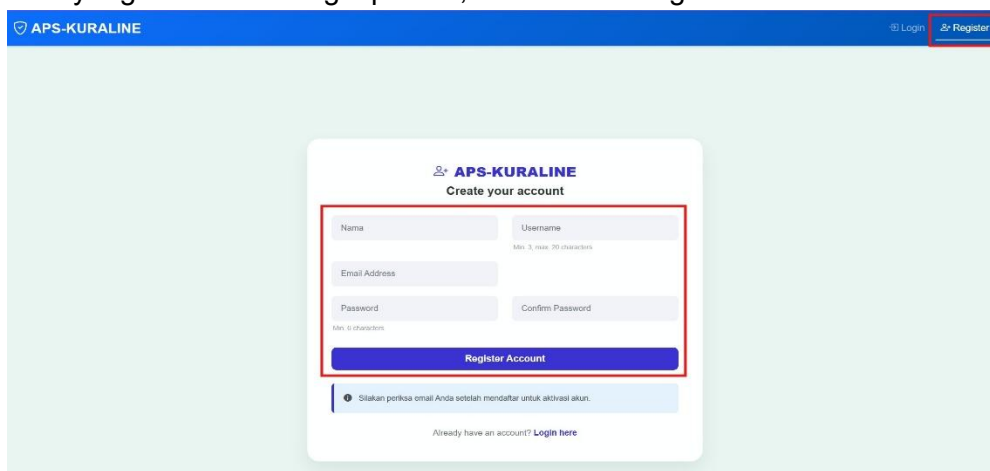 APS-KURALINE
Login
Register
APS-KURALINE
Create your account
Nama
Username
Min. 3, max. 20 characters
Email Address
Password
Confirm Password
Min. 6 characters
Register Account
Silakan periksa email Anda setelah mendaftar untuk aktivasi akun.
Already have an account? Login here